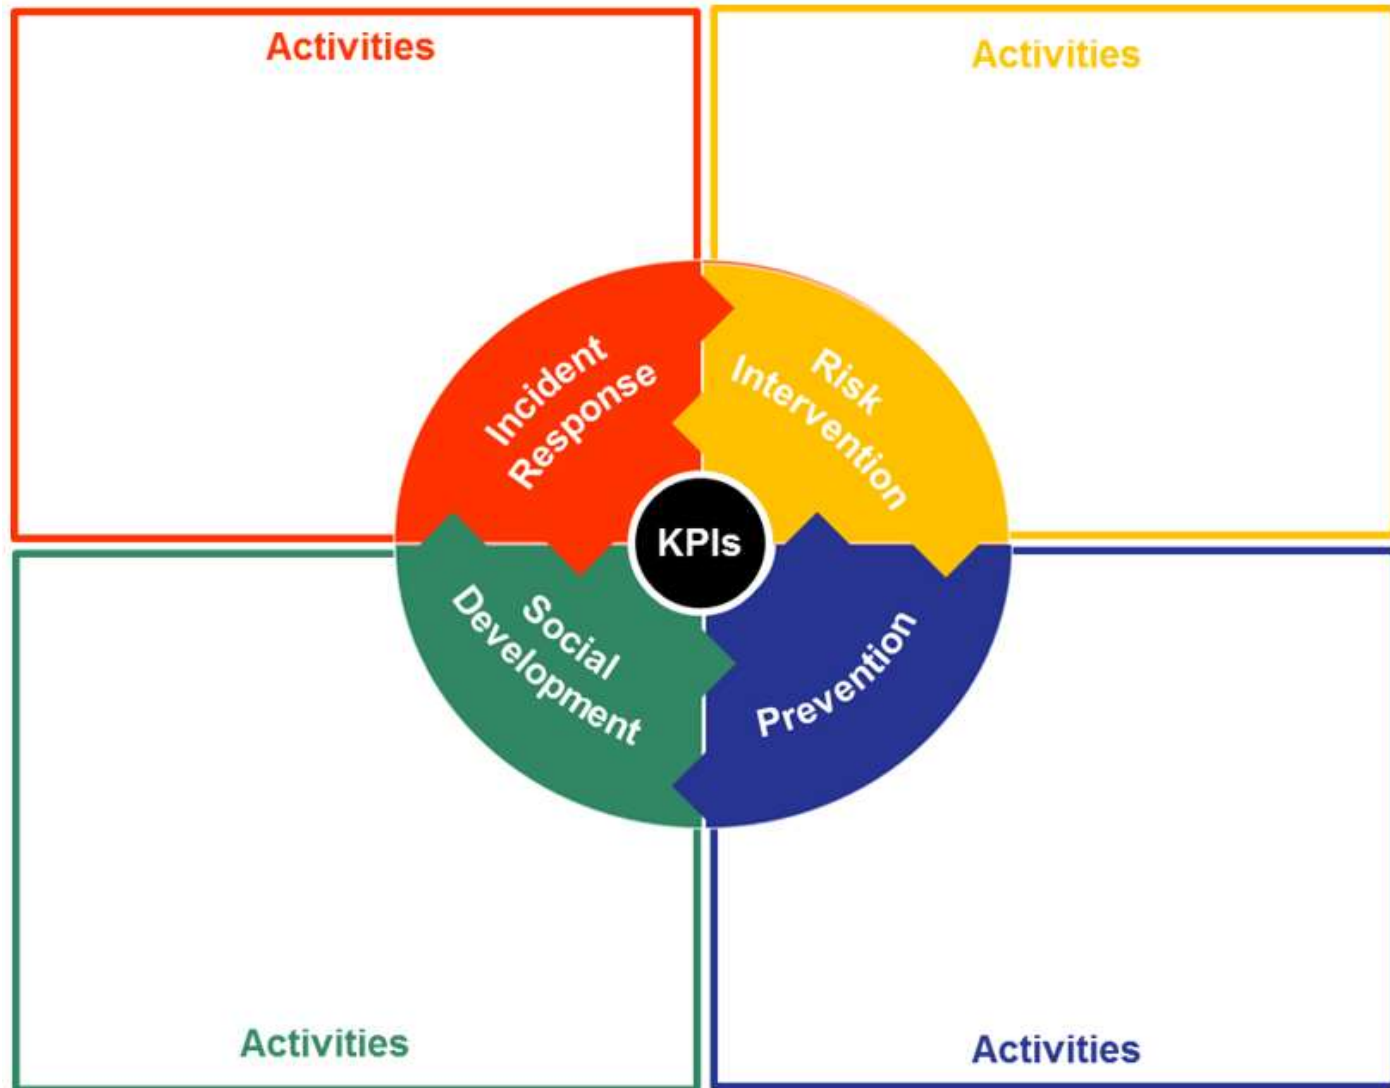 Activities
Activities
Incident
Response
Risk
Intervention
KPIs
Social
Development
Prevention
Activities
Activities